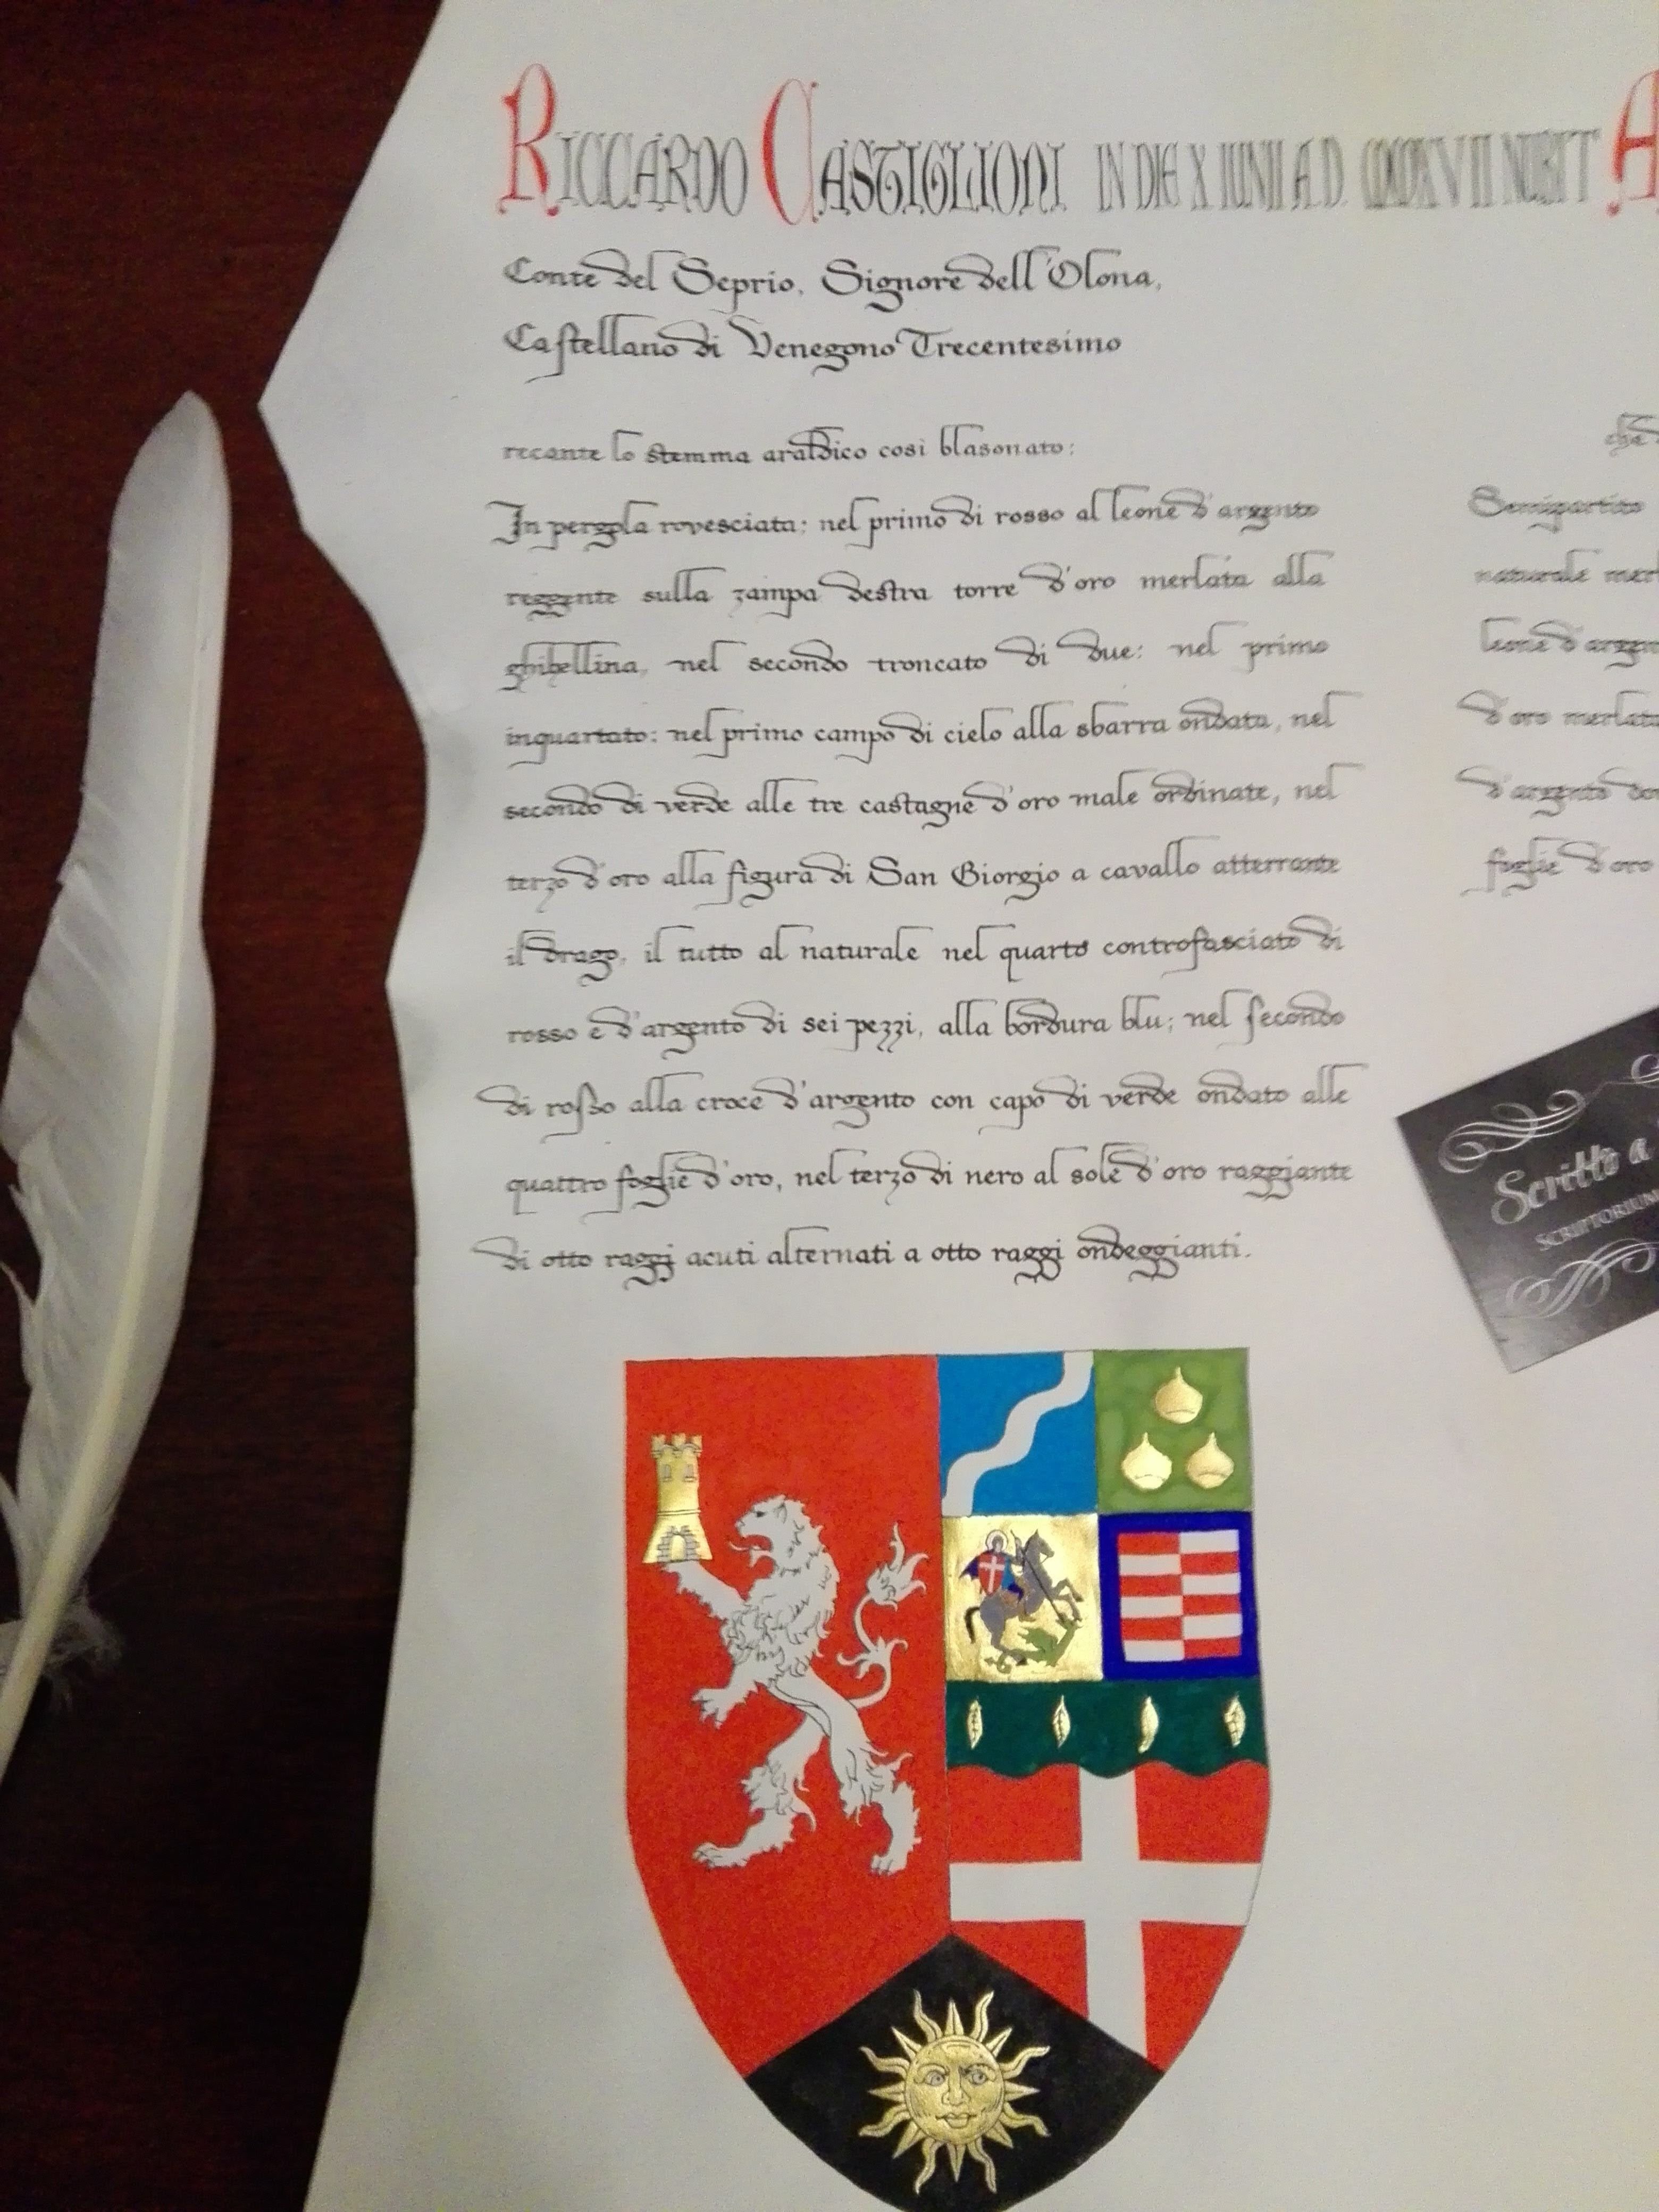 RICCARDO CASTIGLIONI IN DIE X IUNII A.D. NUBIT A
Conte del Seprio, Signore dell'Olona,
Castellano di Venegono Trecentesimo
recante lo stemma araldico così blasonato:
In pergola rovesciata; nel primo di rosso al leone d'argento
reggente sulla zampa destra torre d'oro merlata alla
ghibellina, nel secondo troncato di due: nel primo
inquartato: nel primo campo di cielo alla sbarra ondata, nel
secondo di verde alle tre castagne d'oro male ordinate, nel
terzo d'oro alla figura di San Giorgio a cavallo atterrante
il drago, il tutto al naturale nel quarto controfasciato di
rosso e d'argento di sei pezzi, alla bordura blu; nel secondo
di rosso alla croce d'argento con capo di verde ondato alle
quattro foglie d'oro, nel terzo di nero al sole d'oro raggiante
di otto raggi acuti alternati a otto raggi ondeggianti.
Semipartito
naturale
leone d'
d'oro
d'argento
foglie d'oro
Scritto a
SCRIPTORIUM